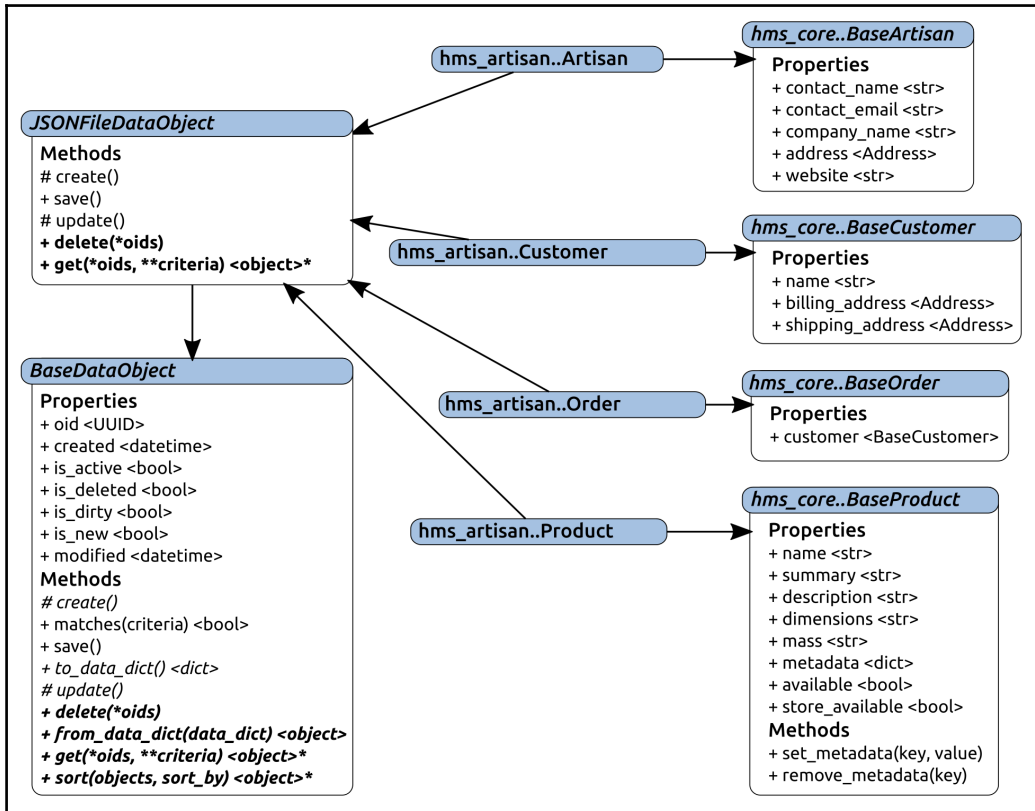 hms_artisan..Artisan
hms_core..BaseArtisan
Properties
+ contact_name <str>
+ contact_email <str>
+ company_name <str>
+ address <Address>
+ website <str>
JSONFileDataObject
Methods
# create()
+ save()
# update()
+ delete(*oids)
+ get(*oids, **criteria) <object>*
hms_artisan..Customer
hms_core..BaseCustomer
Properties
+ name <str>
+ billing_address <Address>
+ shipping_address <Address>
BaseDataObject
Properties
+ oid <UUID>
+ created <datetime>
+ is_active <bool>
+ is_deleted <bool>
+ is_dirty <bool>
+ is_new <bool>
+ modified <datetime>
Methods
# create()
+ matches(criteria) <bool>
+ save()
+ to_data_dict() <dict>
# update()
+ delete(*oids)
+ from_data_dict(data_dict) <object>
+ get(*oids, **criteria) <object>*
+ sort(objects, sort_by) <object>*
hms_artisan..Order
hms_core..BaseOrder
Properties
+ customer <BaseCustomer>
hms_artisan..Product
hms_core..BaseProduct
Properties
+ name <str>
+ summary <str>
+ description <str>
+ dimensions <str>
+ mass <str>
+ metadata <dict>
+ available <bool>
+ store_available <bool>
Methods
+ set_metadata(key, value)
+ remove_metadata(key)